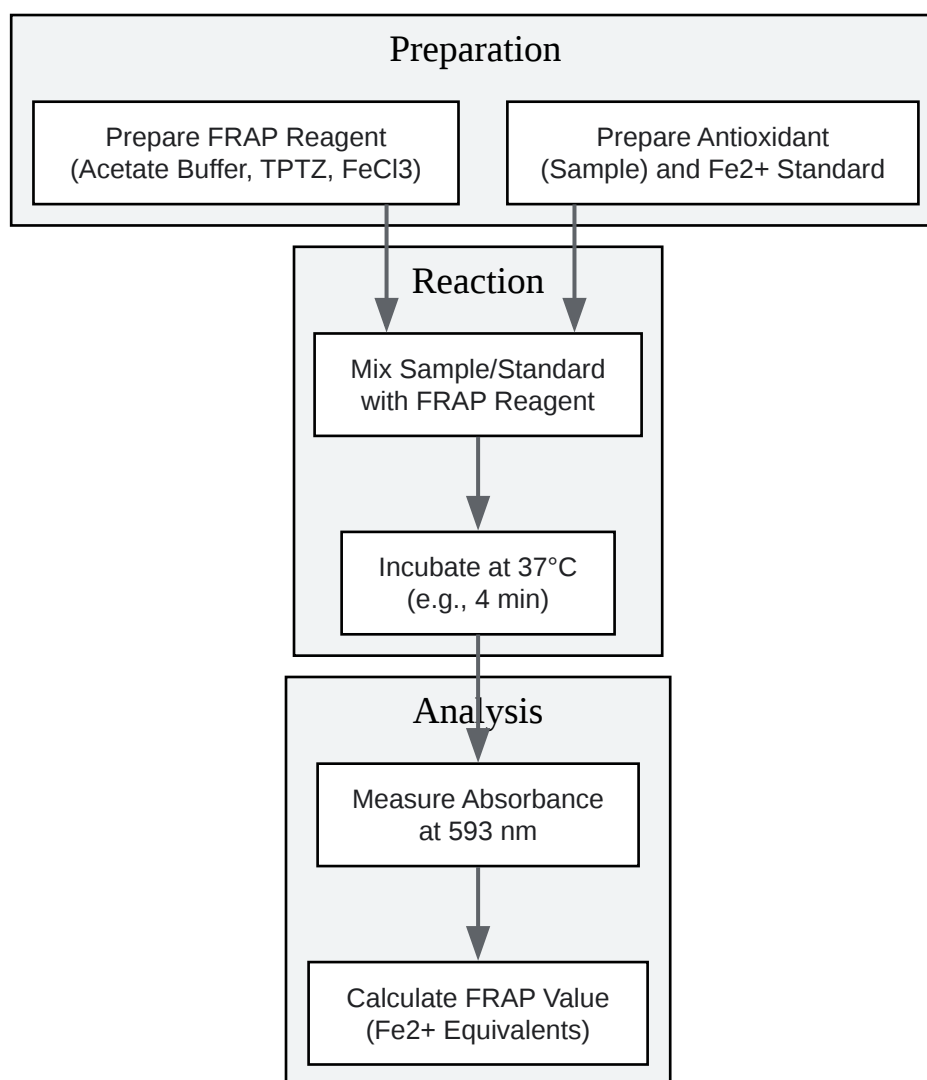 Preparation
Prepare FRAP Reagent
(Acetate Buffer, TPTZ, FeCl3)
Prepare Antioxidant
(Sample) and Fe2+ Standard
Reaction
Mix Sample/Standard
with FRAP Reagent
Incubate at 37°C
(e.g., 4 min)
Analysis
Measure Absorbance
at 593 nm
Calculate FRAP Value
(Fe2+ Equivalents)